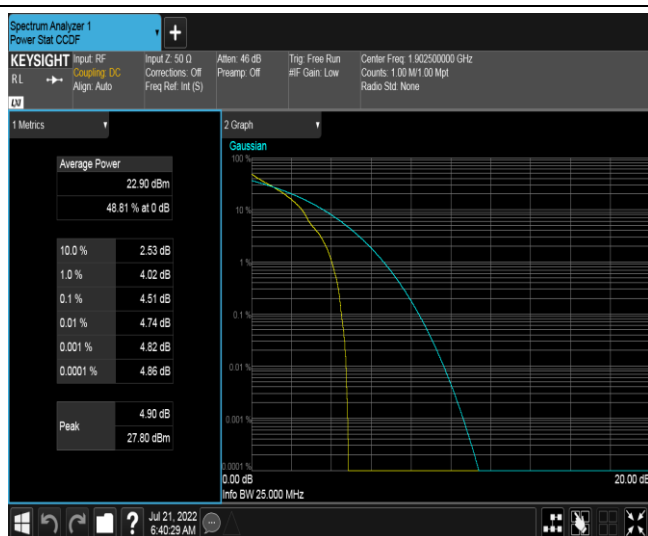 Spectrum Analyzer 1
Power Stat CCDF
+
KEYSIGHT
RL
LXI
Input: RF
Coupling: DC
Align: Auto
Input Z: 50 Ω
Corrections: Off
Freq Ref: Int (S)
Atten: 46 dB
Preamp: Off
Trig: Free Run
#IF Gain: Low
Center Freq: 1.902500000 GHz
Counts: 1.00 M/1.00 Mpt
Radio Std: None
1 Metrics
Average Power
22.90 dBm
48.81 % at 0 dB
10.0 % 2.53 dB
1.0 % 4.02 dB
0.1 % 4.51 dB
0.01 % 4.74 dB
0.001 % 4.82 dB
0.0001 % 4.86 dB
Peak 4.90 dB
27.80 dBm
2 Graph
Gaussian
100 %
10 %
1 %
0.1 %
0.01 %
0.001 %
0.0001 %
0.00 dB 20.00 dB
Info BW 25.000 MHz
?
Jul 21, 2022
6:40:29 AM